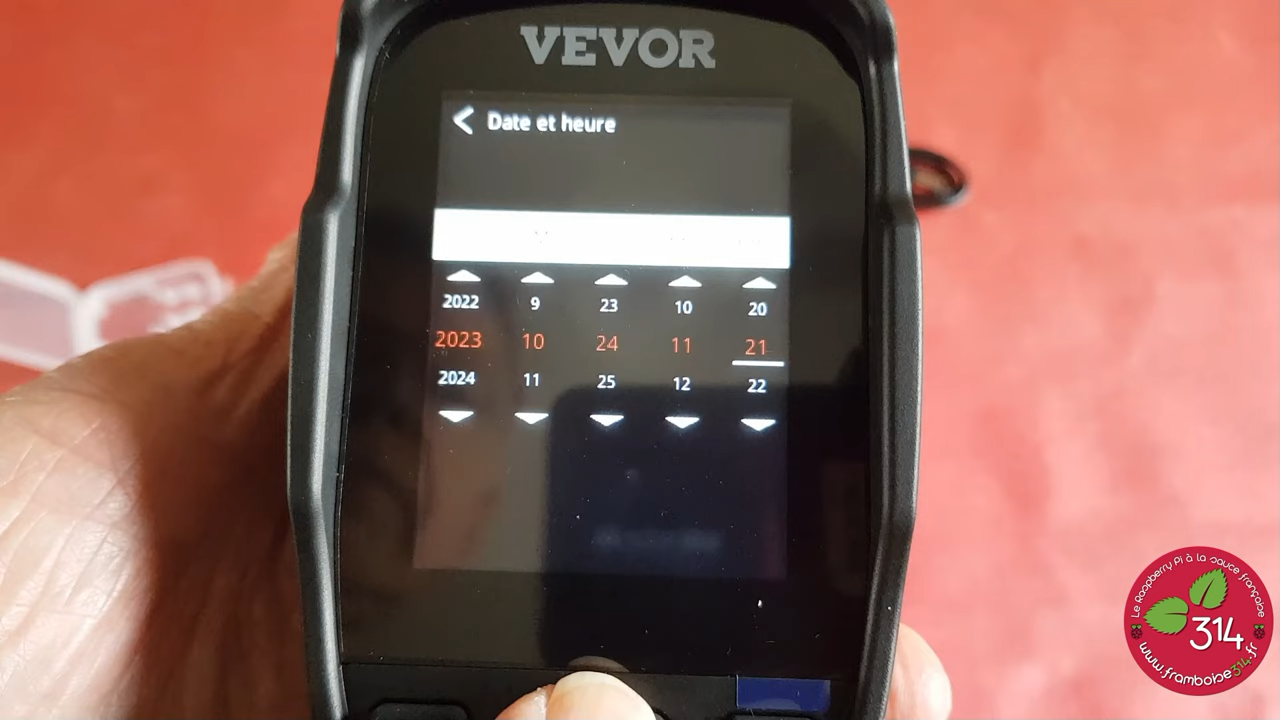 VEVOR
< Date et heure
2022 9 23 10 20
2023 10 24 11 21
2024 11 25 12 22
Le Raspberry Pi à la sauce française
314
www.framboise314.fr